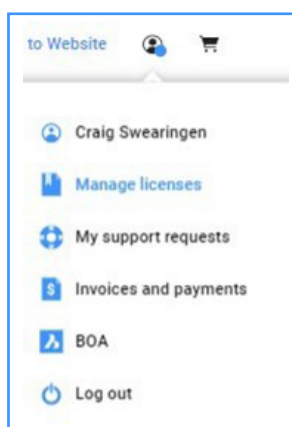 to Website
Craig Swearingen
Manage licenses
My support requests
Invoices and payments
BOA
Log out